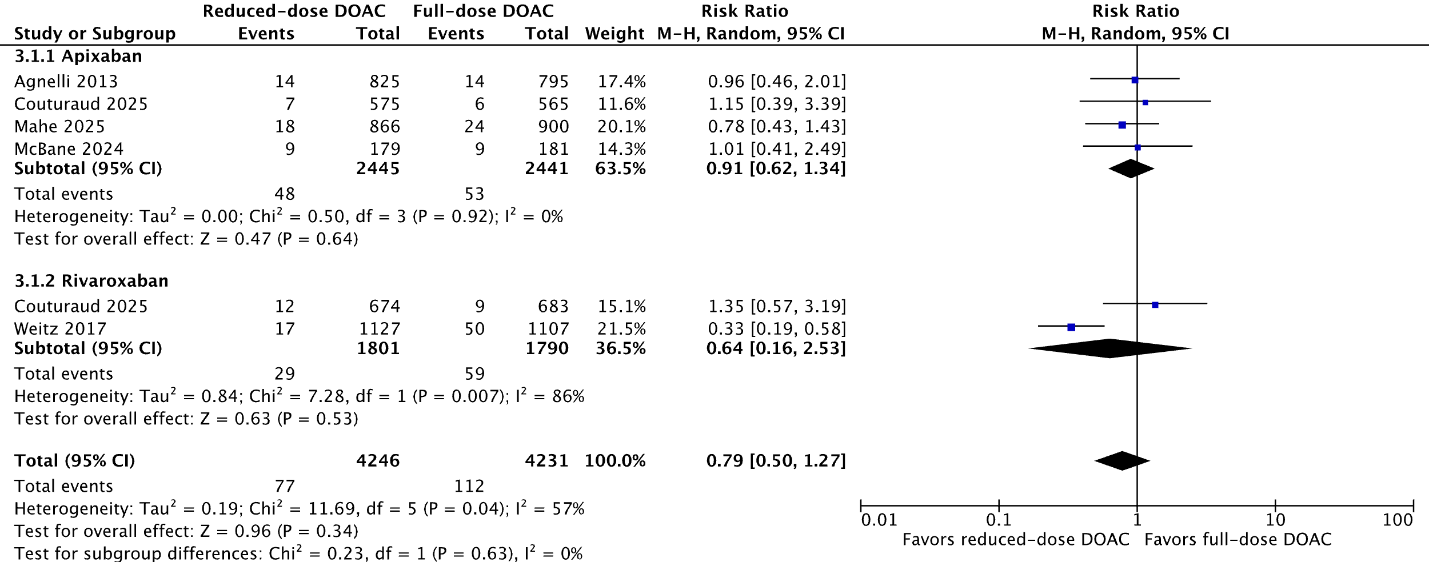 Reduced-dose DOAC Full-dose DOAC Risk Ratio Risk Ratio
Study or Subgroup Events Total Events Total Weight M-H, Random, 95% CI M-H, Random, 95% CI
3.1.1 Apixaban
Agnelli 2013 14 825 14 795 17.4% 0.96 [0.46, 2.01]
Couturaud 2025 7 575 6 565 11.6% 1.15 [0.39, 3.39]
Mahe 2025 18 866 24 900 20.1% 0.78 [0.43, 1.43]
McBane 2024 9 179 9 181 14.3% 1.01 [0.41, 2.49]
Subtotal (95% CI) 2445 2441 63.5% 0.91 [0.62, 1.34]
Total events 48 53
Heterogeneity: Tau² = 0.00; Chi² = 0.50, df = 3 (P = 0.92); I² = 0%
Test for overall effect: Z = 0.47 (P = 0.64)
3.1.2 Rivaroxaban
Couturaud 2025 12 674 9 683 15.1% 1.35 [0.57, 3.19]
Weitz 2017 17 1127 50 1107 21.5% 0.33 [0.19, 0.58]
Subtotal (95% CI) 1801 1790 36.5% 0.64 [0.16, 2.53]
Total events 29 59
Heterogeneity: Tau² = 0.84; Chi² = 7.28, df = 1 (P = 0.007); I² = 86%
Test for overall effect: Z = 0.63 (P = 0.53)
Total (95% CI) 4246 4231 100.0% 0.79 [0.50, 1.27]
Total events 77 112
Heterogeneity: Tau² = 0.19; Chi² = 11.69, df = 5 (P = 0.04); I² = 57%
Test for overall effect: Z = 0.96 (P = 0.34)
Test for subgroup differences: Chi² = 0.23, df = 1 (P = 0.63), I² = 0%
0.01 0.1 1 10 100
Favors reduced-dose DOAC Favors full-dose DOAC